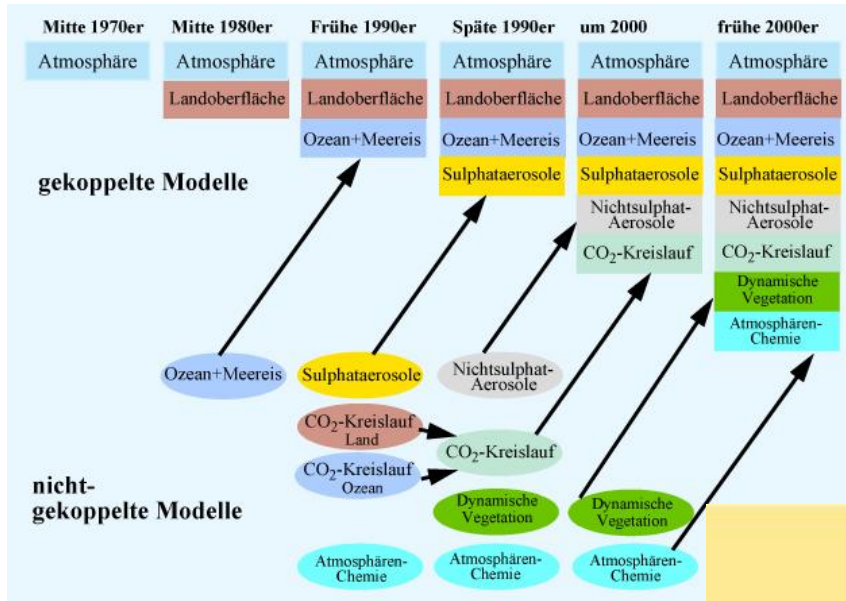 Mitte 1970er Mitte 1980er Frühe 1990er Späte 1990er um 2000 frühe 2000er
Atmosphäre Atmosphäre Atmosphäre Atmosphäre Atmosphäre Atmosphäre
Landoberfläche Landoberfläche Landoberfläche Landoberfläche Landoberfläche
Ozean+Meereis Ozean+Meereis Ozean+Meereis Ozean+Meereis
gekoppelte Modelle
Sulphataerosole Sulphataerosole Sulphataerosole
Nichtsulphat-
Aerosole
Nichtsulphat-
Aerosole
CO₂-Kreislauf CO₂-Kreislauf
Dynamische
Vegetation
Atmosphären-
Chemie
Ozean+Meereis Sulphataerosole
Nichtsulphat-
Aerosole
CO₂-Kreislauf
Land
CO₂-Kreislauf
CO₂-Kreislauf
Ozean
nicht-
gekoppelte Modelle
Dynamische
Vegetation
Dynamische
Vegetation
Atmosphären-
Chemie
Atmosphären-
Chemie
Atmosphären-
Chemie